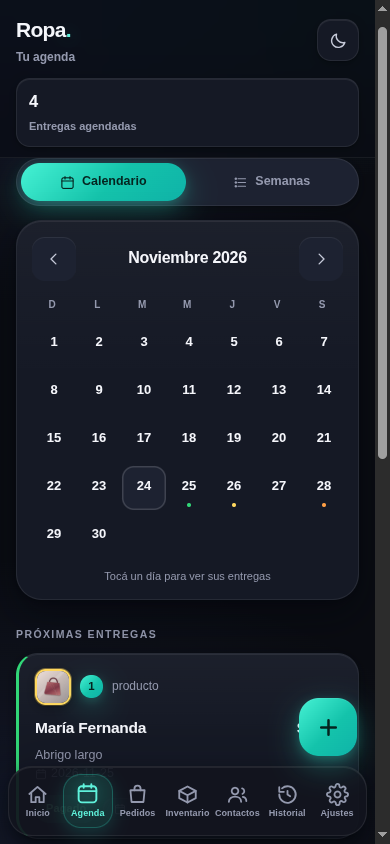 Ropa.
Tu agenda
4
Entregas agendadas
Calendario Semanas
Noviembre 2026
D L M M J V S
1 2 3 4 5 6 7
8 9 10 11 12 13 14
15 16 17 18 19 20 21
22 23 24 25 26 27 28
29 30
Tocá un día para ver sus entregas
PRÓXIMAS ENTREGAS
1 producto
María Fernanda
Abrigo largo
Inicio Agenda Pedidos Inventario Contactos Historial Ajustes